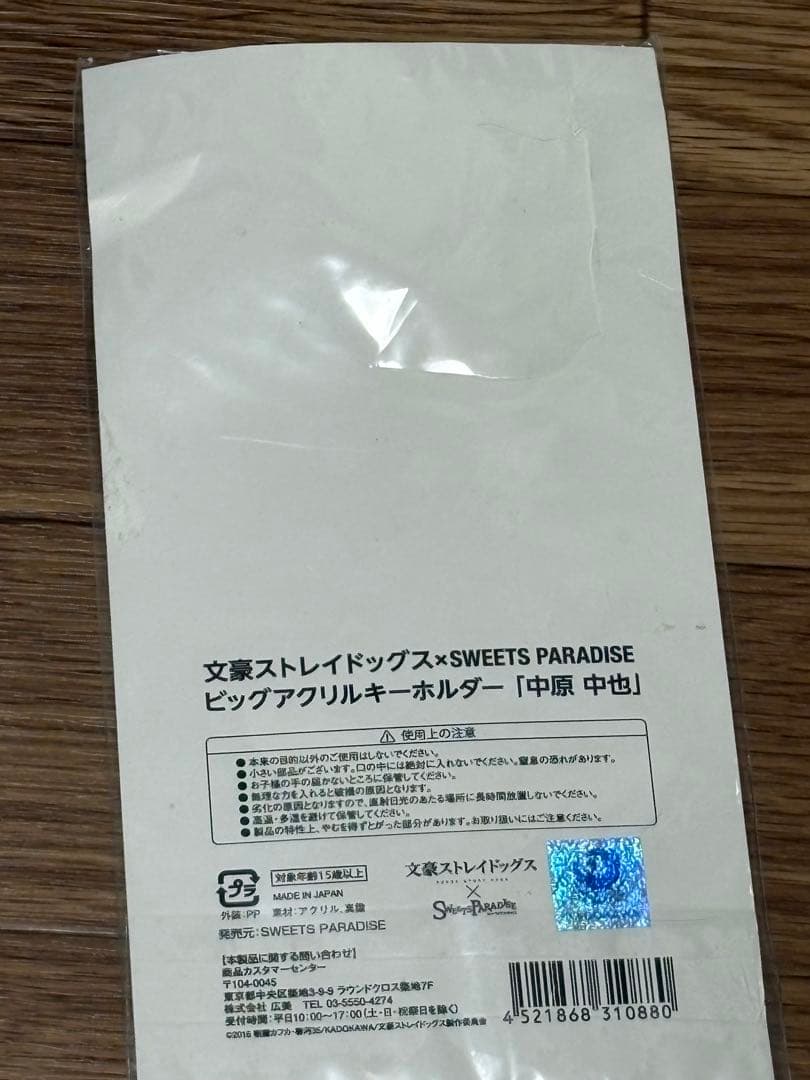 文豪ストレイドッグス×SWEETS PARADISE
ビッグアクリルキーホルダー「中原 中也」
使用上の注意
●本来の目的以外のご使用はしないでください。
●小さい部品がございます。口の中には絶対に入れないでください。窒息の恐れがあります。
●お子様の手の届かないところに保管してください。
●無理な力を入れると破損の原因となります。
●劣化の原因となりますので、直射日光のあたる場所に長時間放置しないでください。
●高温・多湿を避けて保管してください。
●製品の特性上、やむを得ずとがった部分があります。お取り扱いにはご注意ください。
プラ
対象年齢15歳以上
MADE IN JAPAN
外装:PP 素材:アクリル、真鍮
発売元:SWEETS PARADISE
文豪ストレイドッグス
×
SWEETS PARADISE
【本製品に関する問い合わせ】
商品カスタマーセンター
〒104-0045
東京都中央区築地3-9-9 ラウンドクロス築地7F
株式会社 広美 TEL 03-5550-4274
受付時間:平日10:00〜17:00(土・日・祝祭日を除く)
©2016 朝霧カフカ・春河35/KADOKAWA/文豪ストレイドッグス製作委員会
4 521868 310880